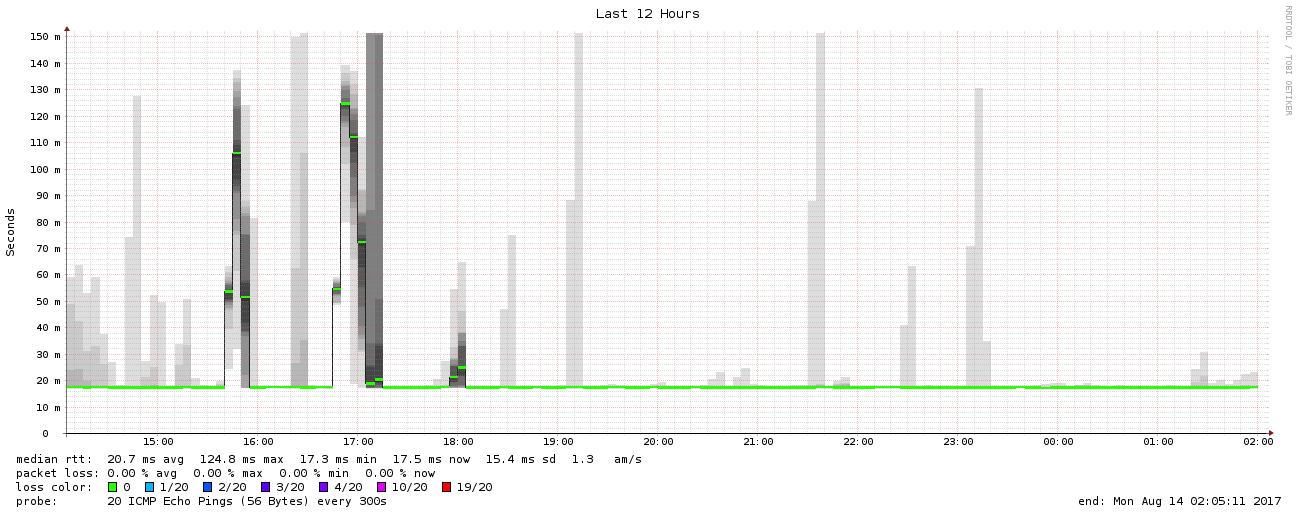 Last 12 Hours
RRDTOOL / TOBI OETIKER
Seconds
150 m
140 m
130 m
120 m
110 m
100 m
90 m
80 m
70 m
60 m
50 m
40 m
30 m
20 m
10 m
0
15:00 16:00 17:00 18:00 19:00 20:00 21:00 22:00 23:00 00:00 01:00 02:00
median rtt: 20.7 ms avg 124.8 ms max 17.3 ms min 17.5 ms now 15.4 ms sd 1.3 am/s
packet loss: 0.00 % avg 0.00 % max 0.00 % min 0.00 % now
loss color: 0 1/20 2/20 3/20 4/20 10/20 19/20
probe: 20 ICMP Echo Pings (56 Bytes) every 300s end: Mon Aug 14 02:05:11 2017